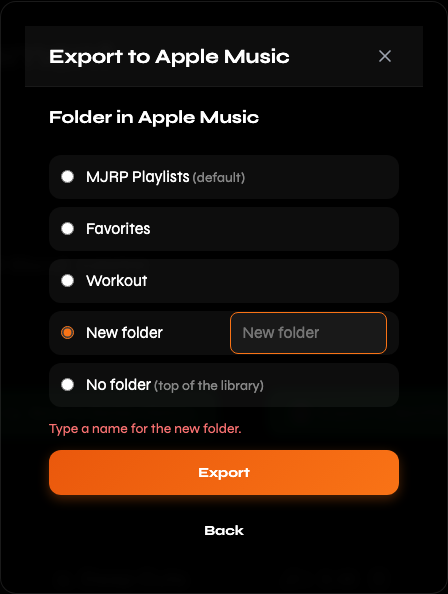 Export to Apple Music ×
Folder in Apple Music
MJRP Playlists (default)
Favorites
Workout
New folder New folder
No folder (top of the library)
Type a name for the new folder.
Export
Back